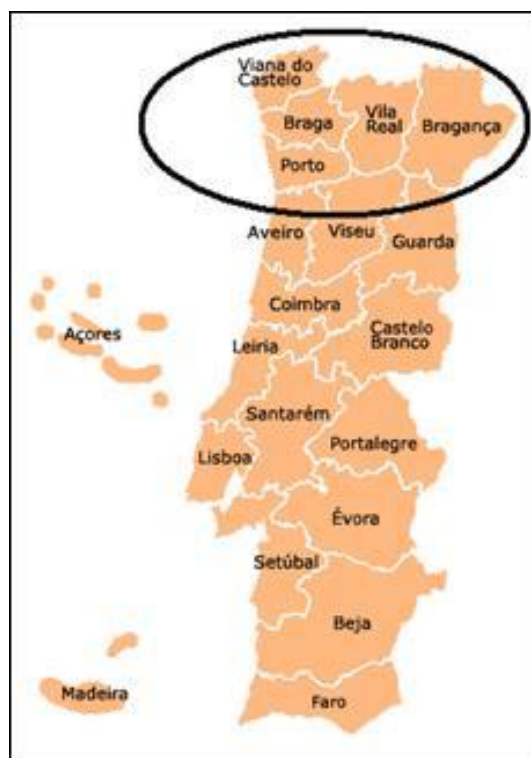 Viana do
Castelo
Braga
Vila
Real
Bragança
Porto
Aveiro
Viseu
Guarda
Coimbra
Açores
Castelo
Branco
Leiria
Santarém
Portalegre
Lisboa
Évora
Setúbal
Beja
Madeira
Faro